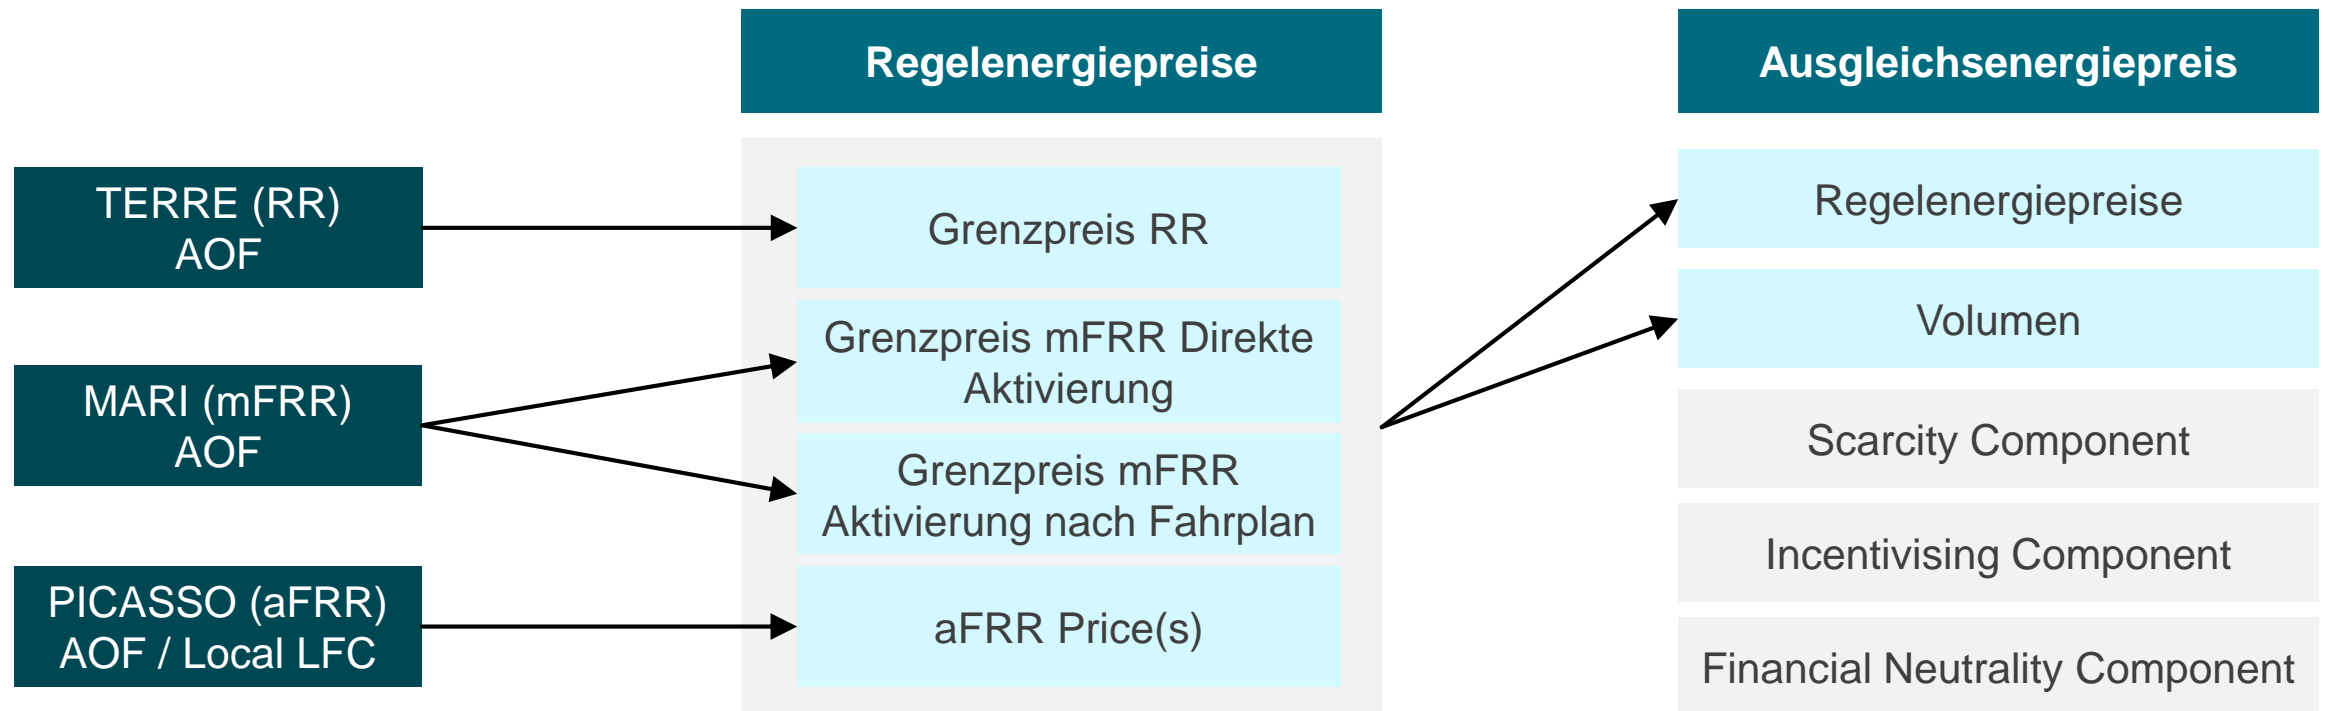 Regelenergiepreise
Ausgleichsenergiepreis
TERRE (RR)
AOF
MARI (mFRR)
AOF
PICASSO (aFRR)
AOF / Local LFC
Grenzpreis RR
Grenzpreis mFRR Direkte
Aktivierung
Grenzpreis mFRR
Aktivierung nach Fahrplan
aFRR Price(s)
Regelenergiepreise
Volumen
Scarcity Component
Incentivising Component
Financial Neutrality Component